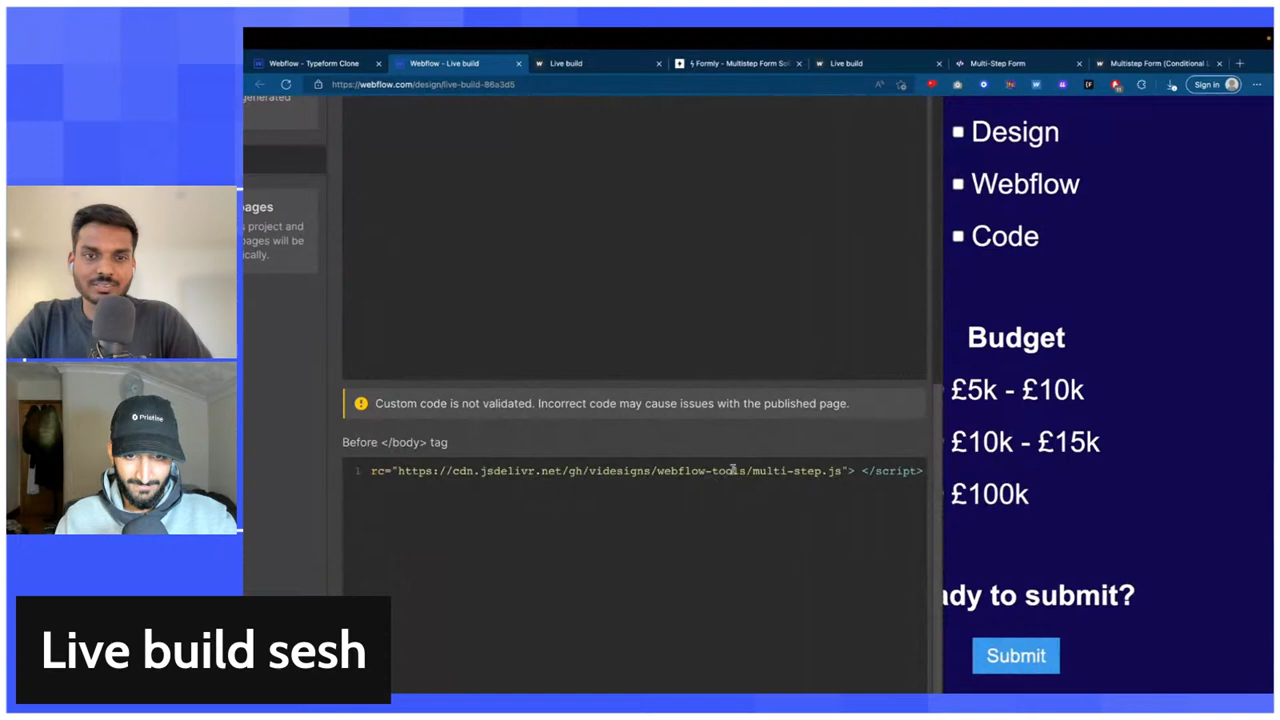 Webflow - Typeform Clone
Webflow - Live build
Live build
Formly - Multistep Form Sol
Live build
Multi-Step Form
Multistep Form (Conditional L
https://webflow.com/design/live-build-86a3d5
Sign in
generated
ages
s project and
pages will be
ically.
Custom code is not validated. Incorrect code may cause issues with the published page.
Before </body> tag
1 rc="https://cdn.jsdelivr.net/gh/videsigns/webflow-tools/multi-step.js"> </script>
Design
Webflow
Code
Budget
£5k - £10k
£10k - £15k
£100k
ady to submit?
Submit
Pristine
Live build sesh